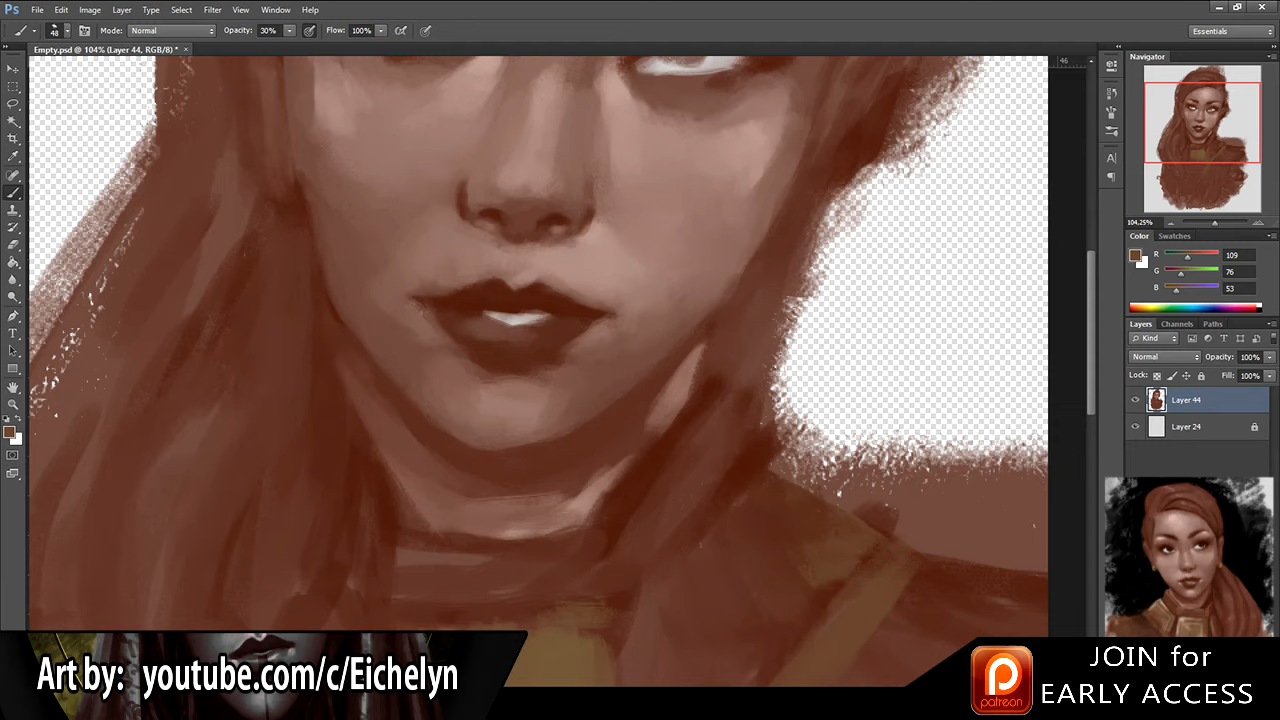 Ps File Edit Image Layer Type Select Filter View Window Help
48 Mode: Normal Opacity: 30% Flow: 100% Essentials
Empty.psd @ 104% (Layer 44, RGB/8) * ×
46
Navigator
104.25%
Color Swatches
R 109
G 76
B 53
Layers Channels Paths
Kind
Normal Opacity: 100%
Lock: Fill: 100%
Layer 44
Layer 24
Art by: youtube.com/c/Eichelyn
patreon
JOIN for
EARLY ACCESS